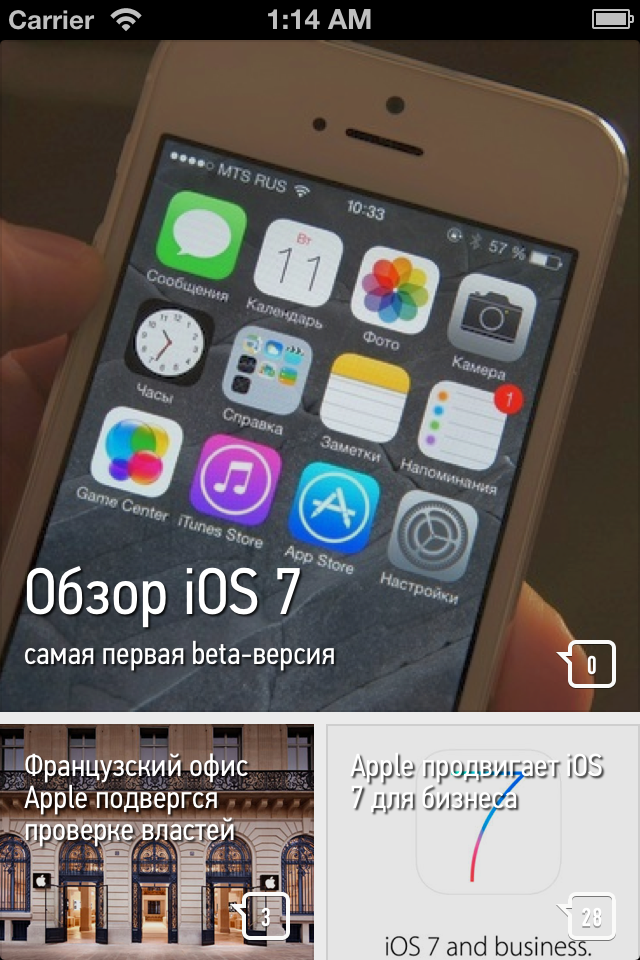 Carrier 1:14 AM
MTS RUS 10:33 57 %
Вт
11
Сообщения Календарь Фото Камера
12
1
Часы Справка Заметки Напоминания
Game Center iTunes Store App Store Настройки
Обзор iOS 7
самая первая beta-версия
0
Французский офис
Apple подвергся
проверке властей
3
Apple продвигает iOS
7 для бизнеса
28
7
iOS 7 and business.